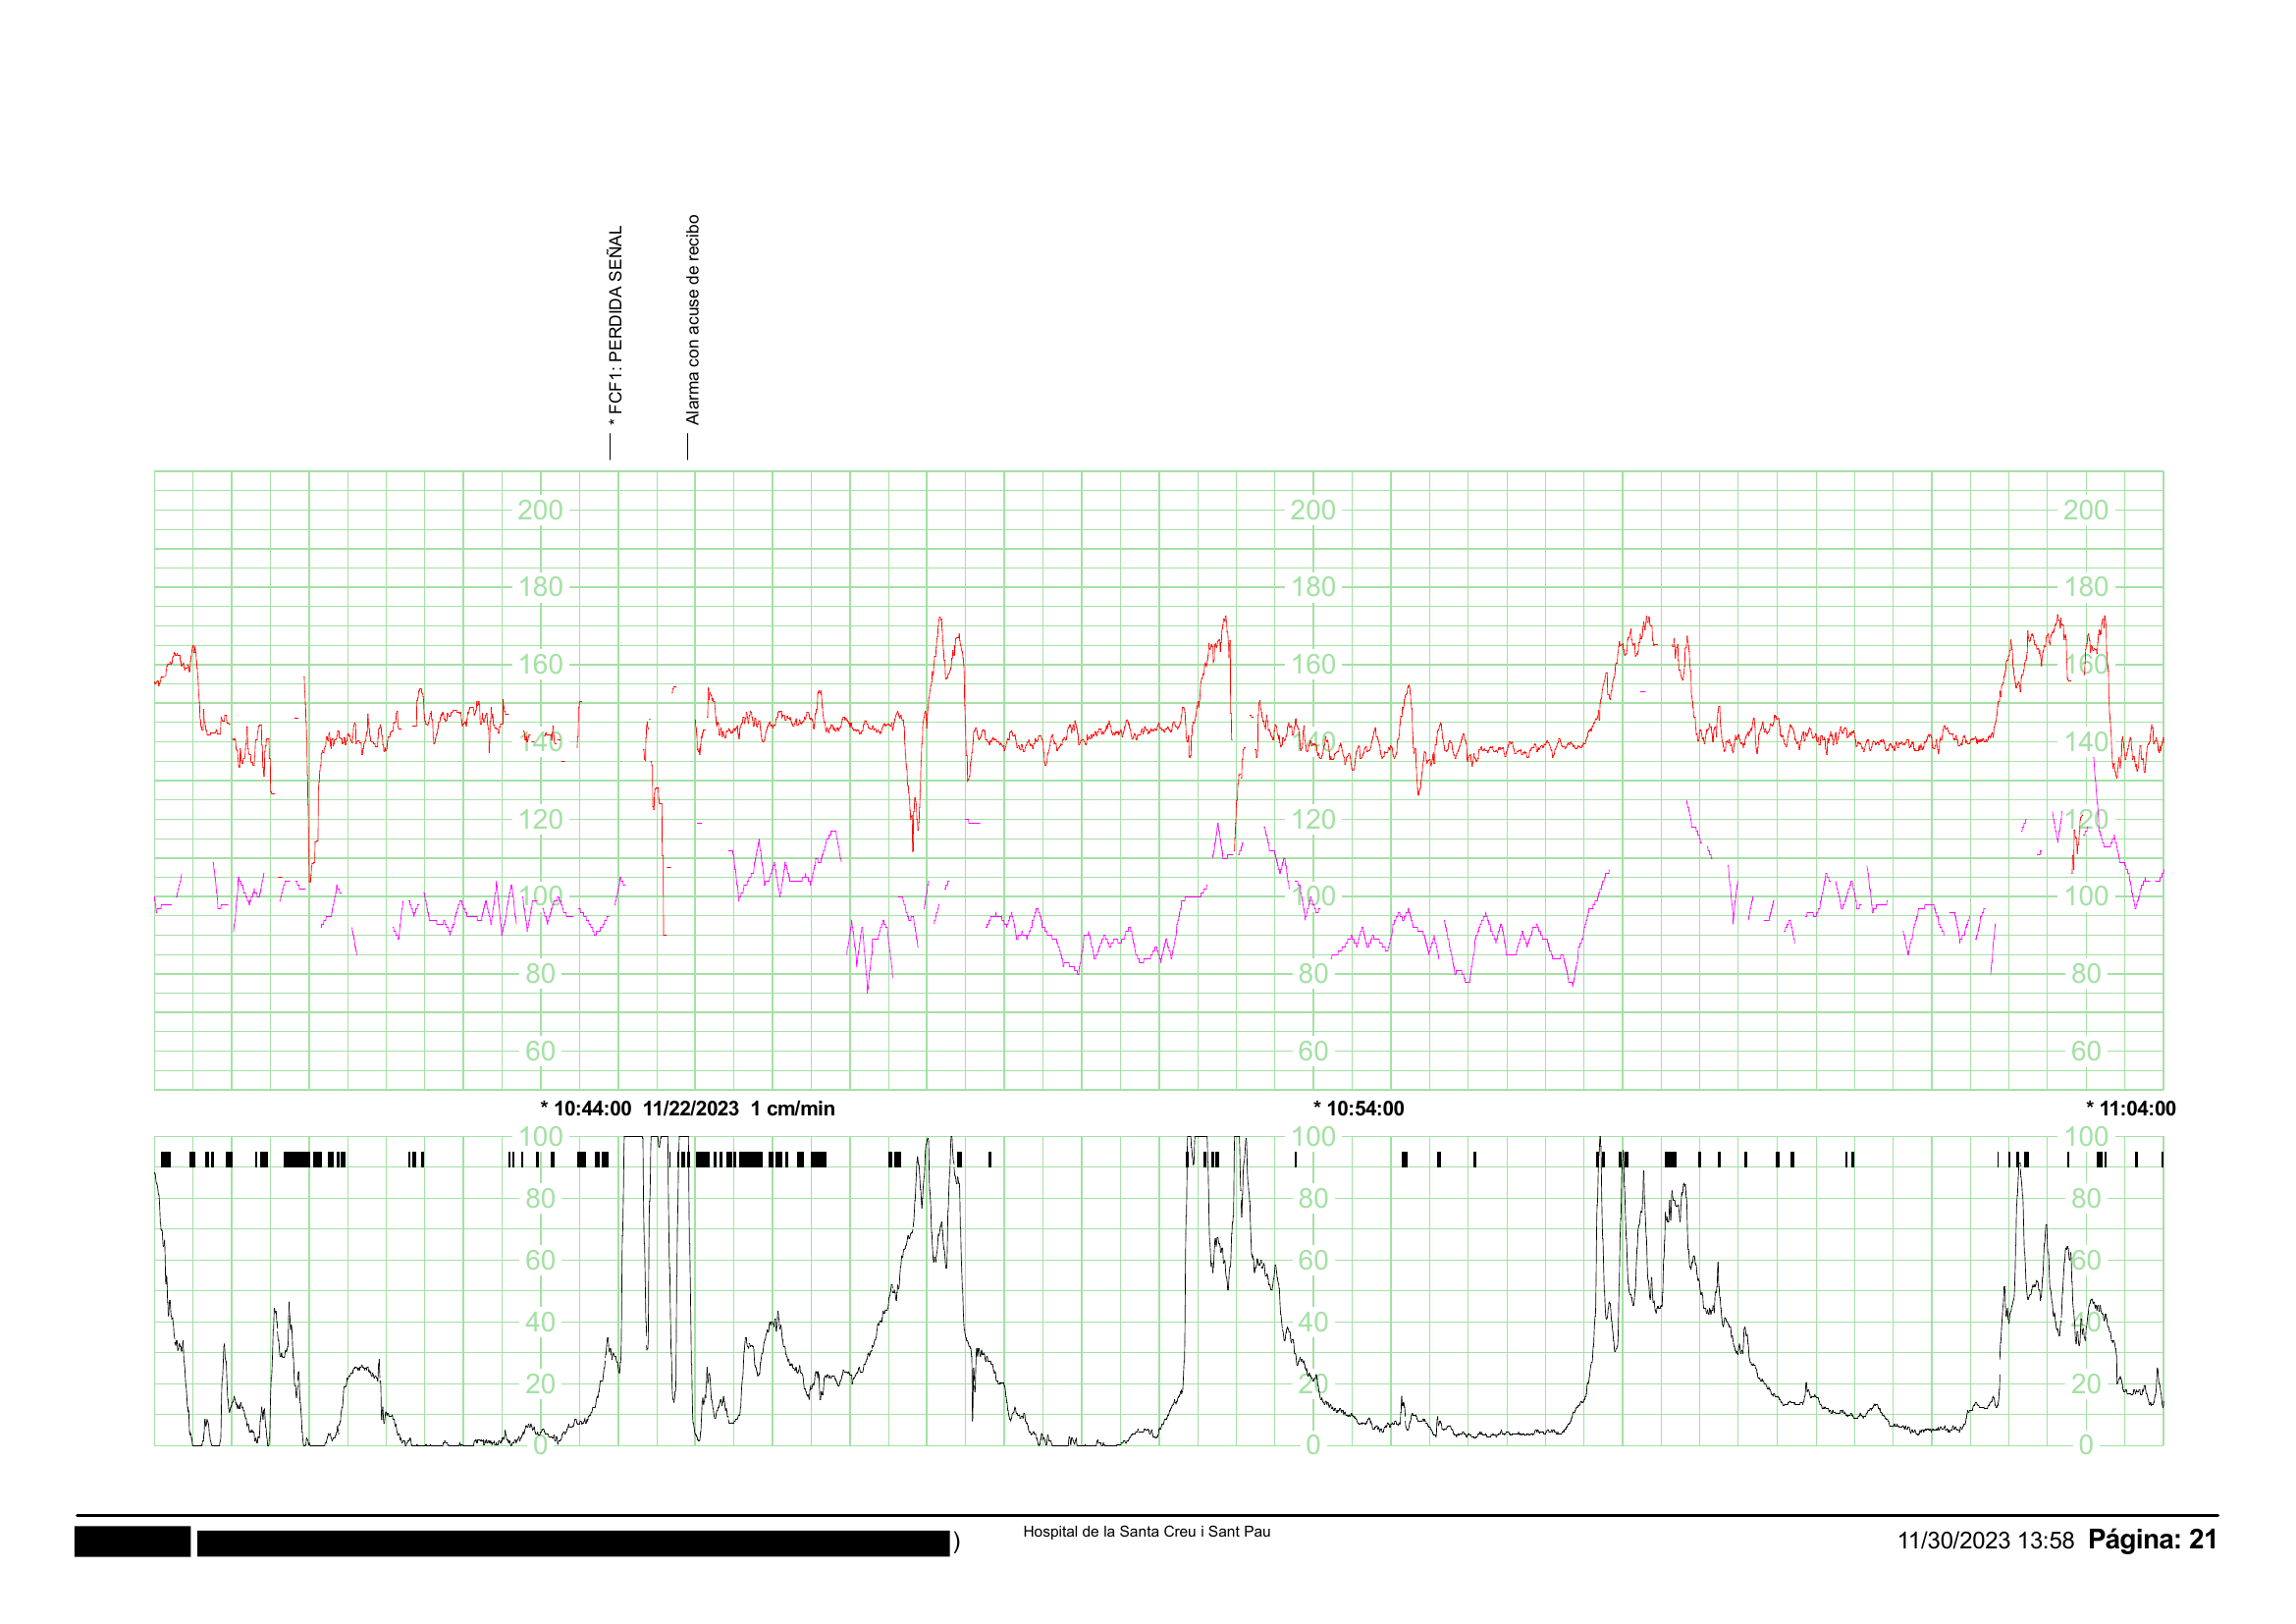 * FCF1: PERDIDA SEÑAL
Alarma con acuse de recibo
200 200 200
180 180 180
160 160 160
140 140 140
120 120 120
100 100 100
80 80 80
60 60 60
* 10:44:00 11/22/2023 1 cm/min * 10:54:00 * 11:04:00
100 100 100
80 80 80
60 60 60
40 40 40
20 20 20
0 0 0
) Hospital de la Santa Creu i Sant Pau 11/30/2023 13:58 Página: 21